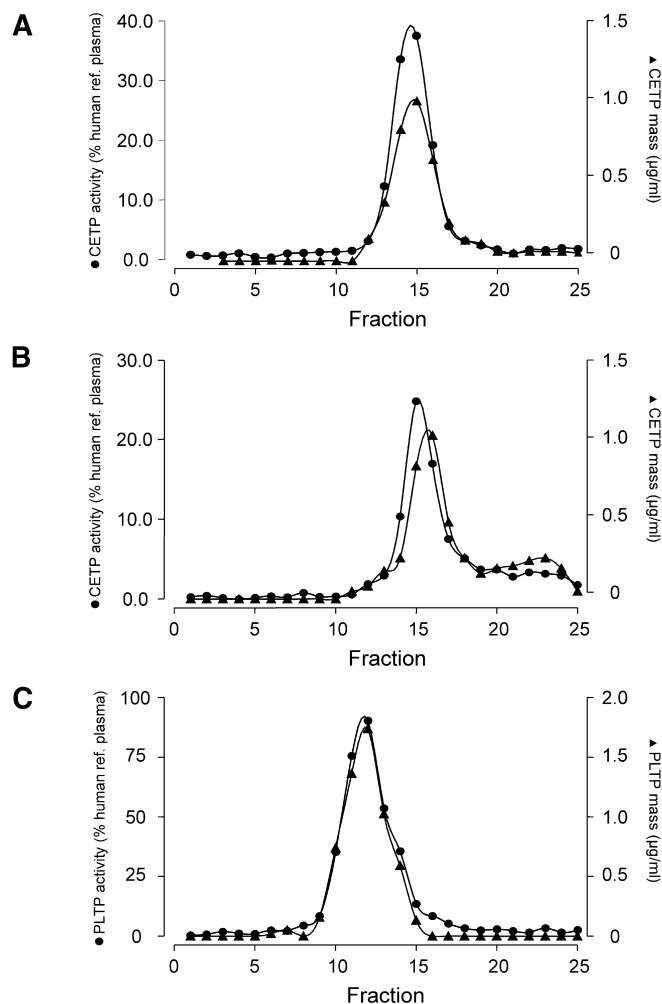 A
● CETP activity (% human ref. plasma)
40.0
30.0
20.0
10.0
0.0
1.5
1.0
0.5
0
▲ CETP mass (µg/ml)
0 5 10 15 20 25
Fraction
B
● CETP activity (% human ref. plasma)
30.0
20.0
10.0
0.0
1.5
1.0
0.5
0
▲ CETP mass (µg/ml)
0 5 10 15 20 25
Fraction
C
● PLTP activity (% human ref. plasma)
100
75
50
25
0
2.0
1.5
1.0
0.5
0
▲ PLTP mass (µg/ml)
0 5 10 15 20 25
Fraction